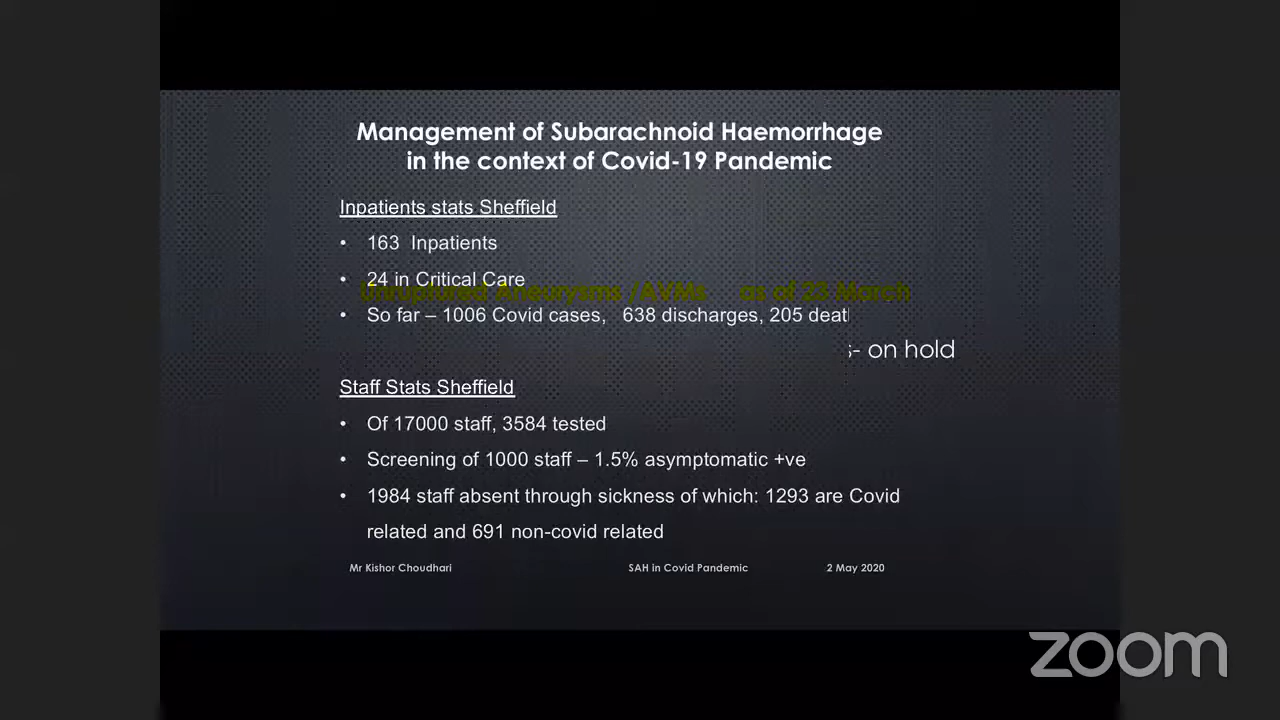 Management of Subarachnoid Haemorrhage
in the context of Covid-19 Pandemic
Inpatients stats Sheffield
• 163 Inpatients
• 24 in Critical Care
Unruptured Aneurysms /AVMs as of 23 March
• So far – 1006 Covid cases, 638 discharges, 205
- on hold
Staff Stats Sheffield
• Of 17000 staff, 3584 tested
• Screening of 1000 staff – 1.5% asymptomatic +ve
• 1984 staff absent through sickness of which: 1293 are Covid
related and 691 non-covid related
Mr Kishor Choudhari SAH in Covid Pandemic 2 May 2020
zoom